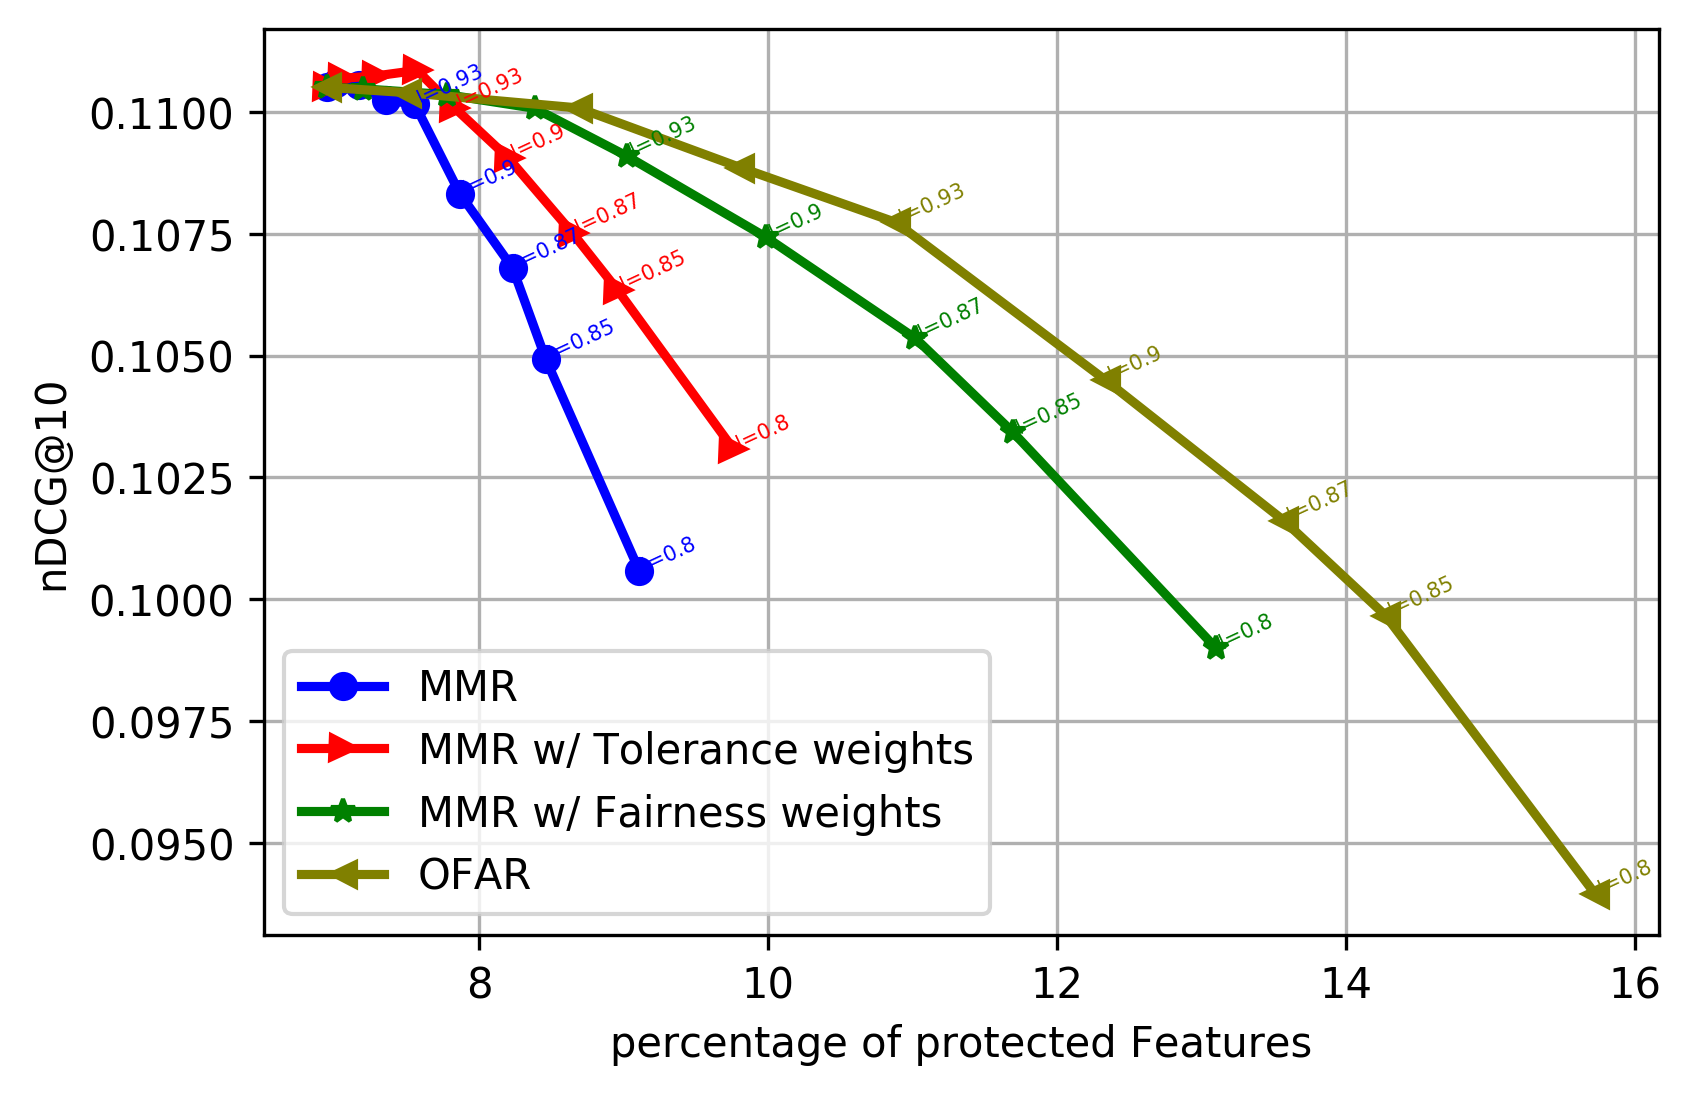 l=0.93
l=0.93
l=0.9
l=0.93
l=0.9
l=0.87
l=0.87
l=0.93
l=0.9
l=0.85
l=0.85
l=0.87
l=0.9
l=0.8
l=0.85
l=0.87
l=0.8
l=0.85
l=0.8
l=0.8
0.1100
0.1075
0.1050
0.1025
0.1000
0.0975
0.0950
nDCG@10
MMR
MMR w/ Tolerance weights
MMR w/ Fairness weights
OFAR
8 10 12 14 16
percentage of protected Features